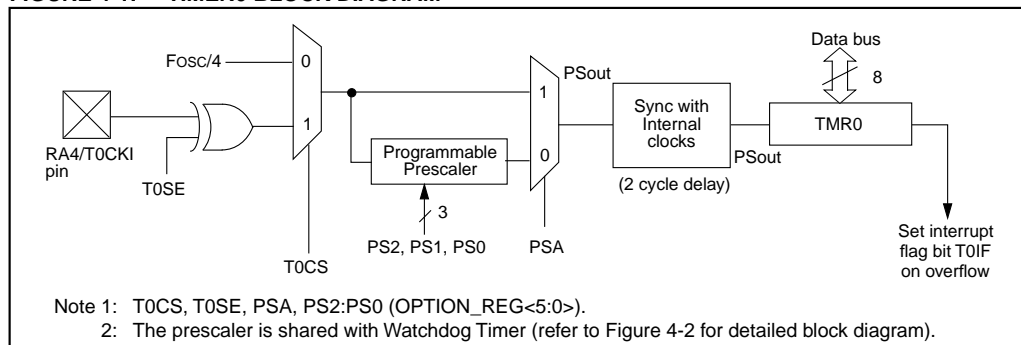 Data bus
FOSC/4
0
1
PSout
8
Sync with
Internal
clocks
TMR0
1
0
Programmable
Prescaler
PSout
RA4/T0CKI
pin
T0SE
(2 cycle delay)
3
PS2, PS1, PS0
PSA
T0CS
Set interrupt
flag bit T0IF
on overflow
Note 1: T0CS, T0SE, PSA, PS2:PS0 (OPTION_REG<5:0>).
2: The prescaler is shared with Watchdog Timer (refer to Figure 4-2 for detailed block diagram).